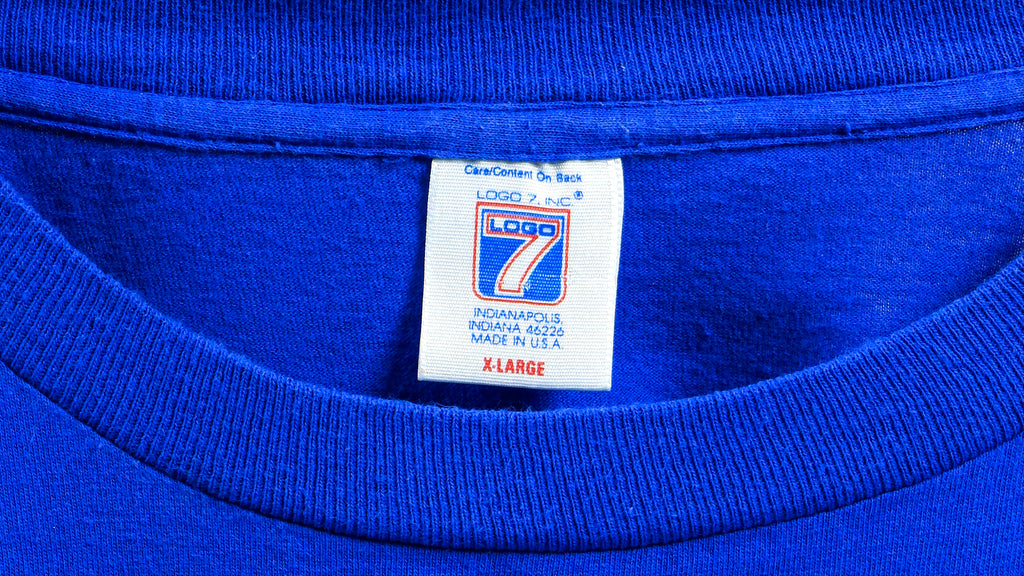 Care/Content On Back
LOGO 7, INC.®
LOGO
7
INDIANAPOLIS,
INDIANA 46226
MADE IN U.S.A.
X-LARGE